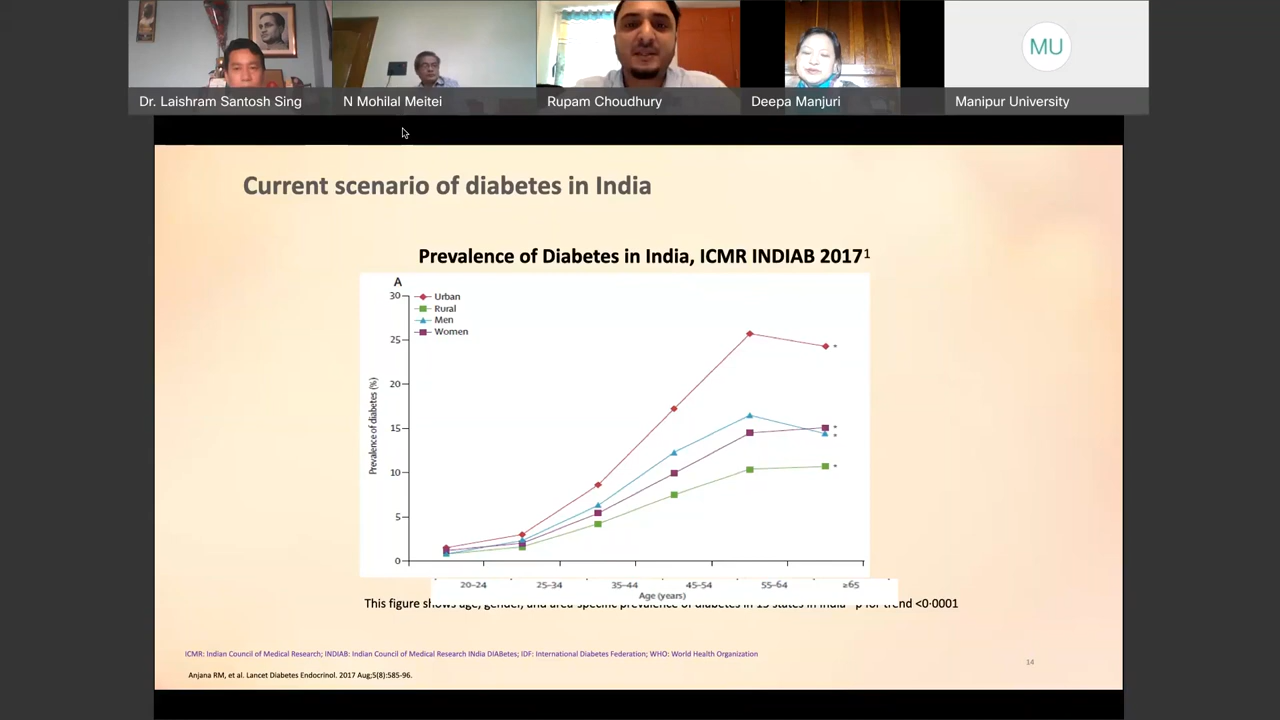 MU
Dr. Laishram Santosh Sing
N Mohilal Meitei
Rupam Choudhury
Deepa Manjuri
Manipur University
Current scenario of diabetes in India
Prevalence of Diabetes in India, ICMR INDIAB 2017¹
A
30
25
20
15
10
5
0
Prevalence of diabetes (%)
Urban
Rural
Men
Women
*
*
*
*
20–24 25–34 35–44 45–54 55–64 ≥65
Age (years)
This figure shows age, gender, and area specific prevalence of diabetes in 15 states in India p for trend <0·0001
ICMR: Indian Council of Medical Research; INDIAB: Indian Council of Medical Research INdia DIABetes; IDF: International Diabetes Federation; WHO: World Health Organization
14
Anjana RM, et al. Lancet Diabetes Endocrinol. 2017 Aug;5(8):585-96.